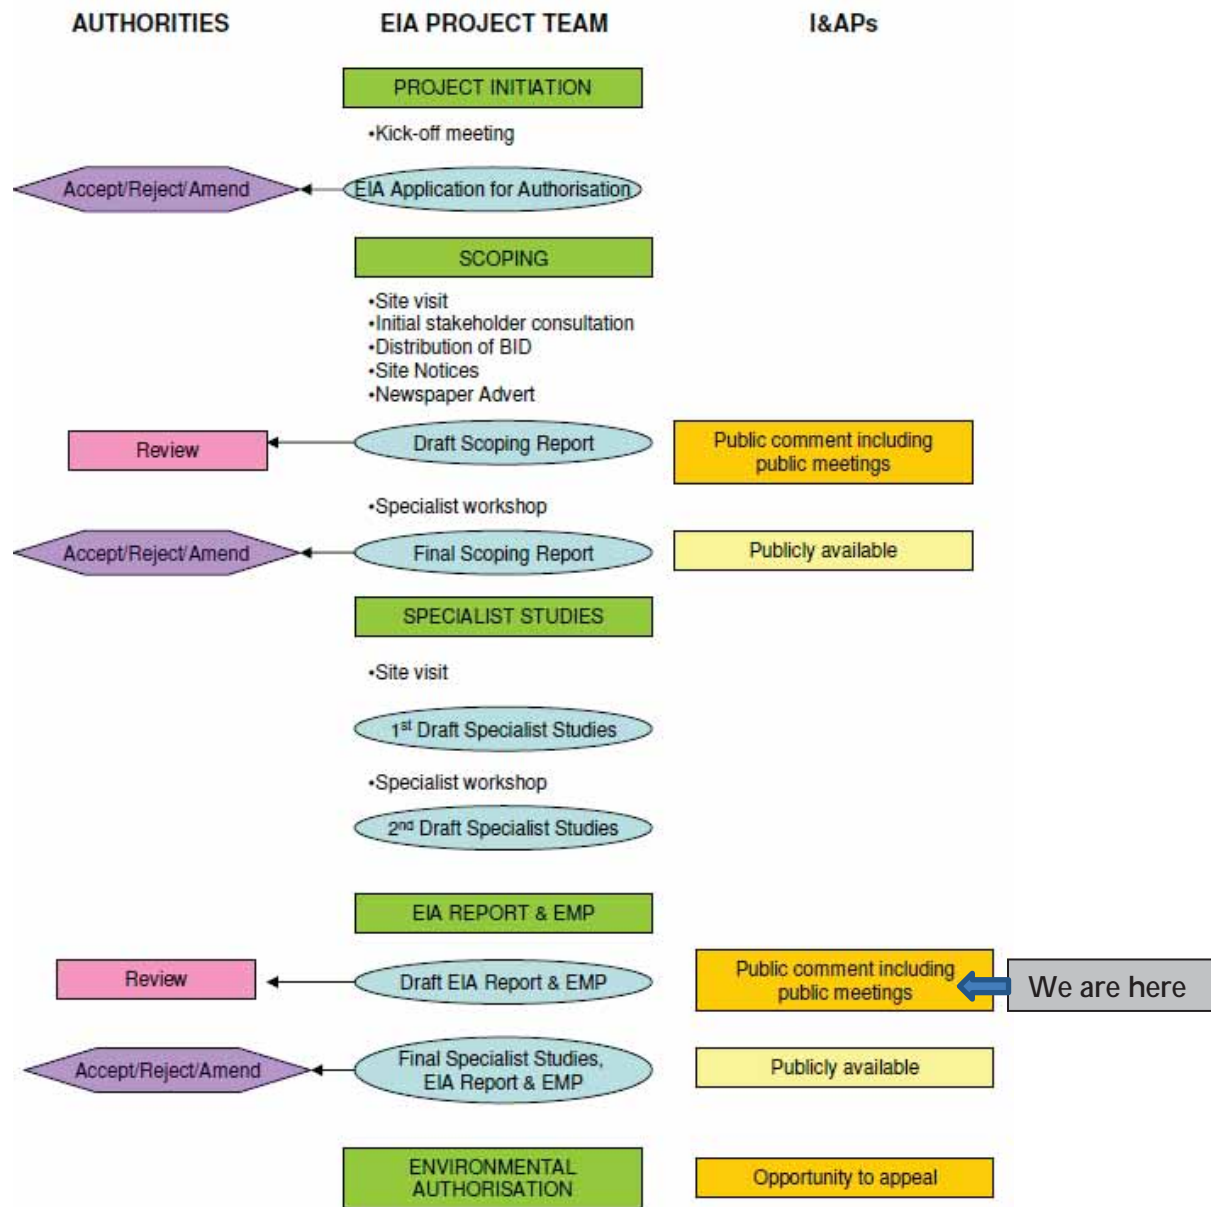 AUTHORITIES
EIA PROJECT TEAM
I&APs
PROJECT INITIATION
•Kick-off meeting
Accept/Reject/Amend
EIA Application for Authorisation
SCOPING
•Site visit
•Initial stakeholder consultation
•Distribution of BID
•Site Notices
•Newspaper Advert
Review
Draft Scoping Report
Public comment including
public meetings
•Specialist workshop
Accept/Reject/Amend
Final Scoping Report
Publicly available
SPECIALIST STUDIES
•Site visit
1st Draft Specialist Studies
•Specialist workshop
2nd Draft Specialist Studies
EIA REPORT & EMP
Review
Draft EIA Report & EMP
Public comment including
public meetings
We are here
Accept/Reject/Amend
Final Specialist Studies,
EIA Report & EMP
Publicly available
ENVIRONMENTAL
AUTHORISATION
Opportunity to appeal